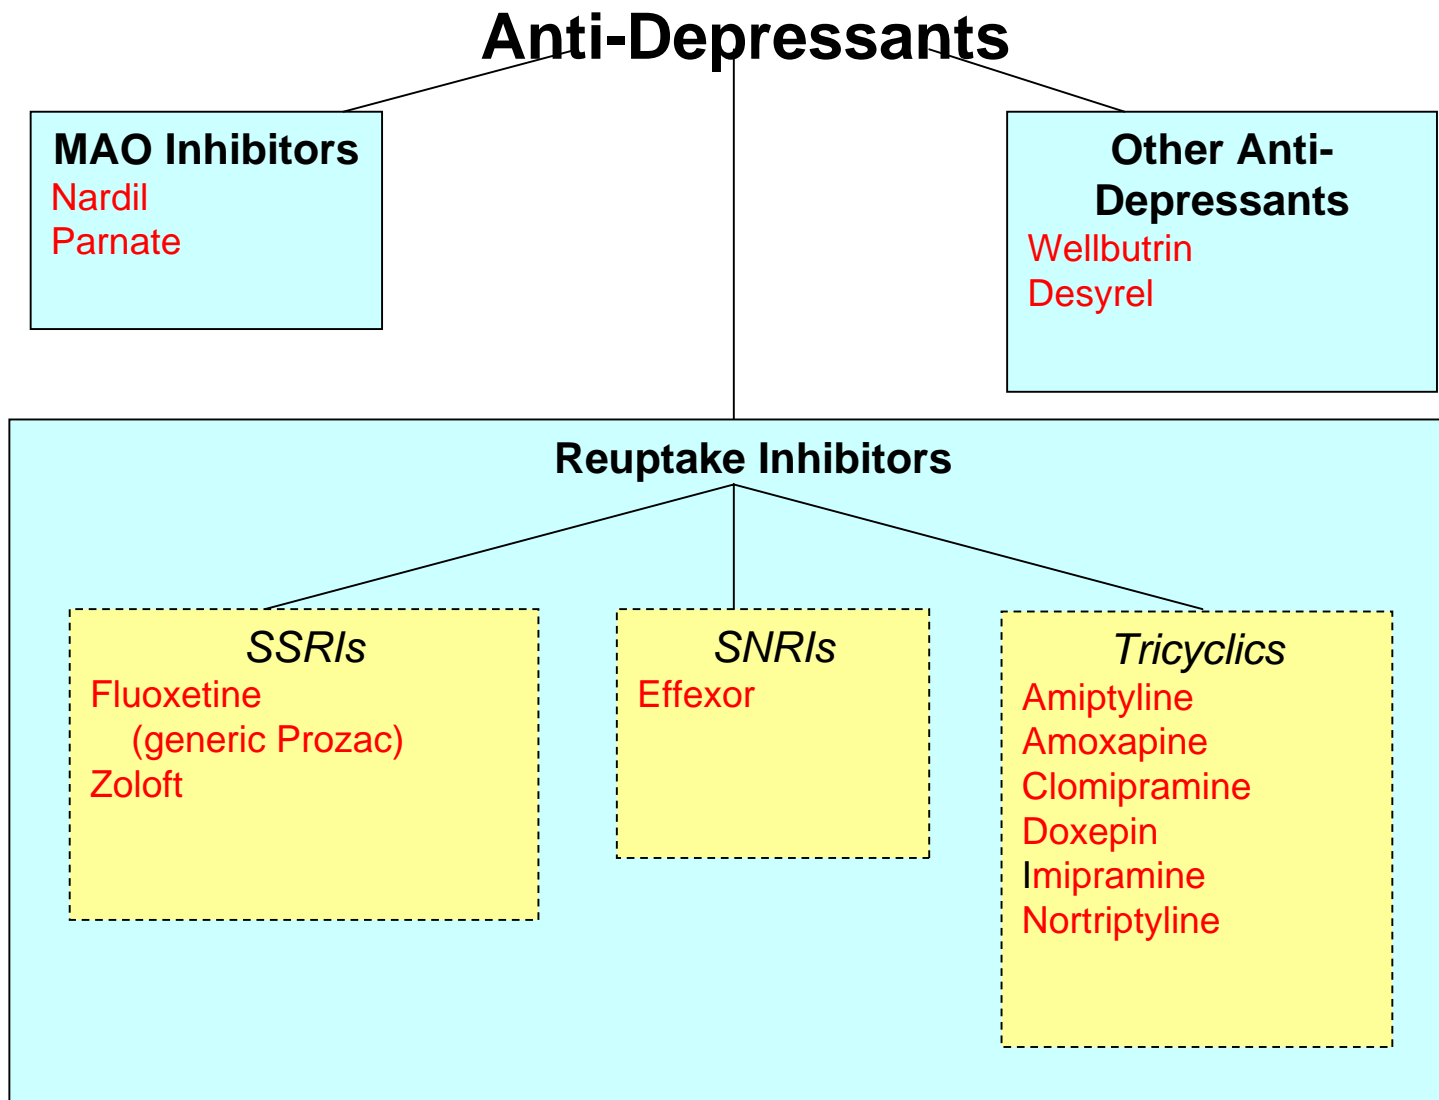 Anti-Depressants
MAO Inhibitors
Nardil
Parnate
Other Anti-
Depressants
Wellbutrin
Desyrel
Reuptake Inhibitors
SSRIs
Fluoxetine
(generic Prozac)
Zoloft
SNRIs
Effexor
Tricyclics
Amiptyline
Amoxapine
Clomipramine
Doxepin
Imipramine
Nortriptyline